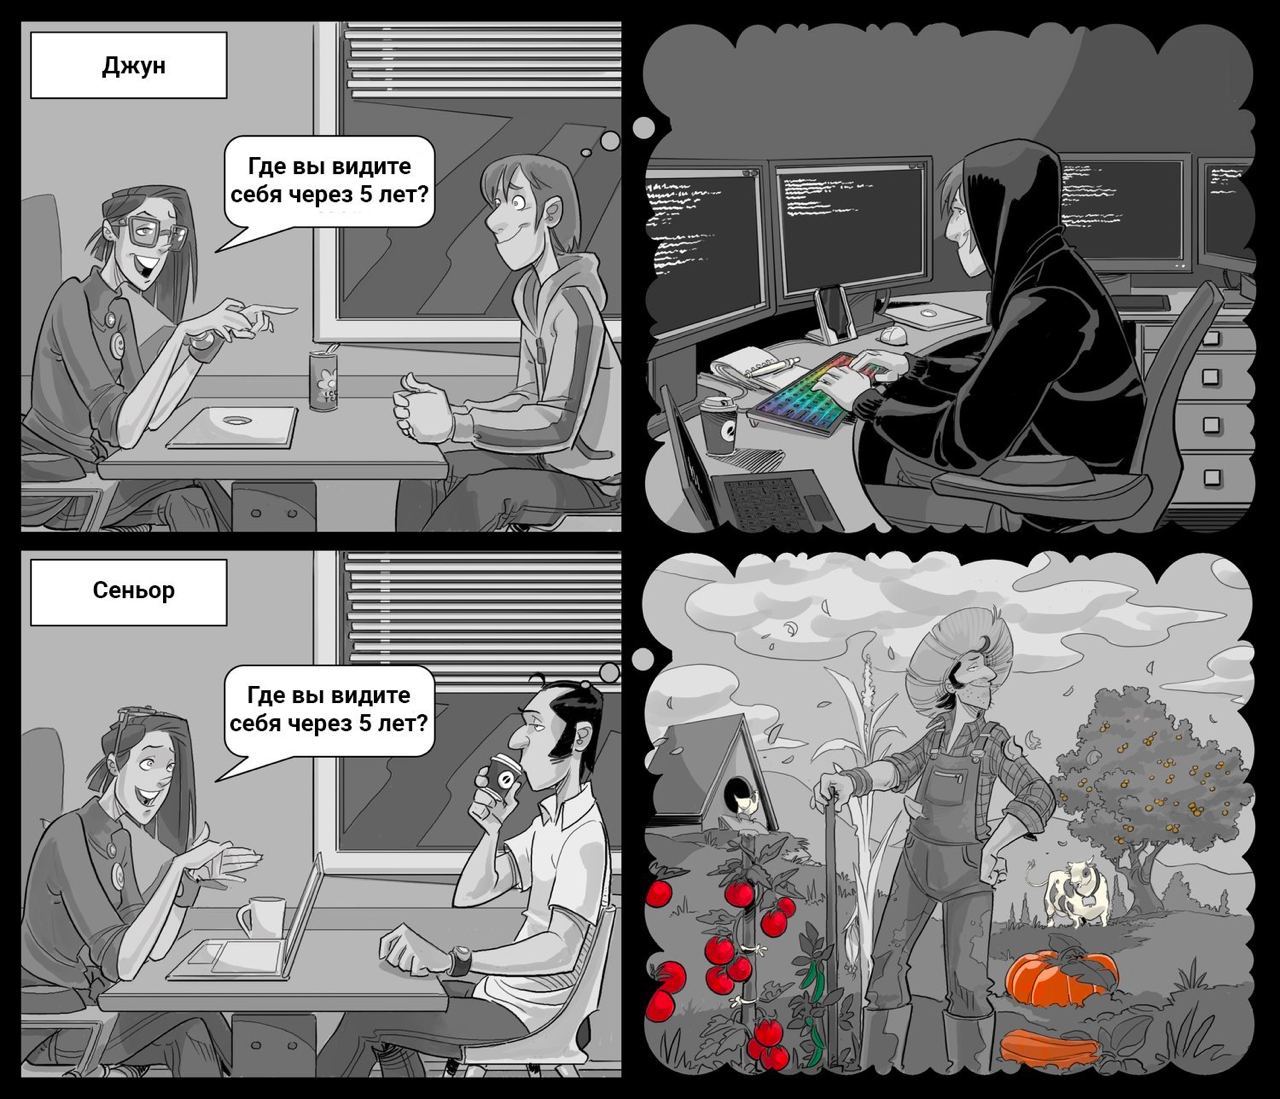 Джун
Где вы видите
себя через 5 лет?
Сеньор
Где вы видите
себя через 5 лет?